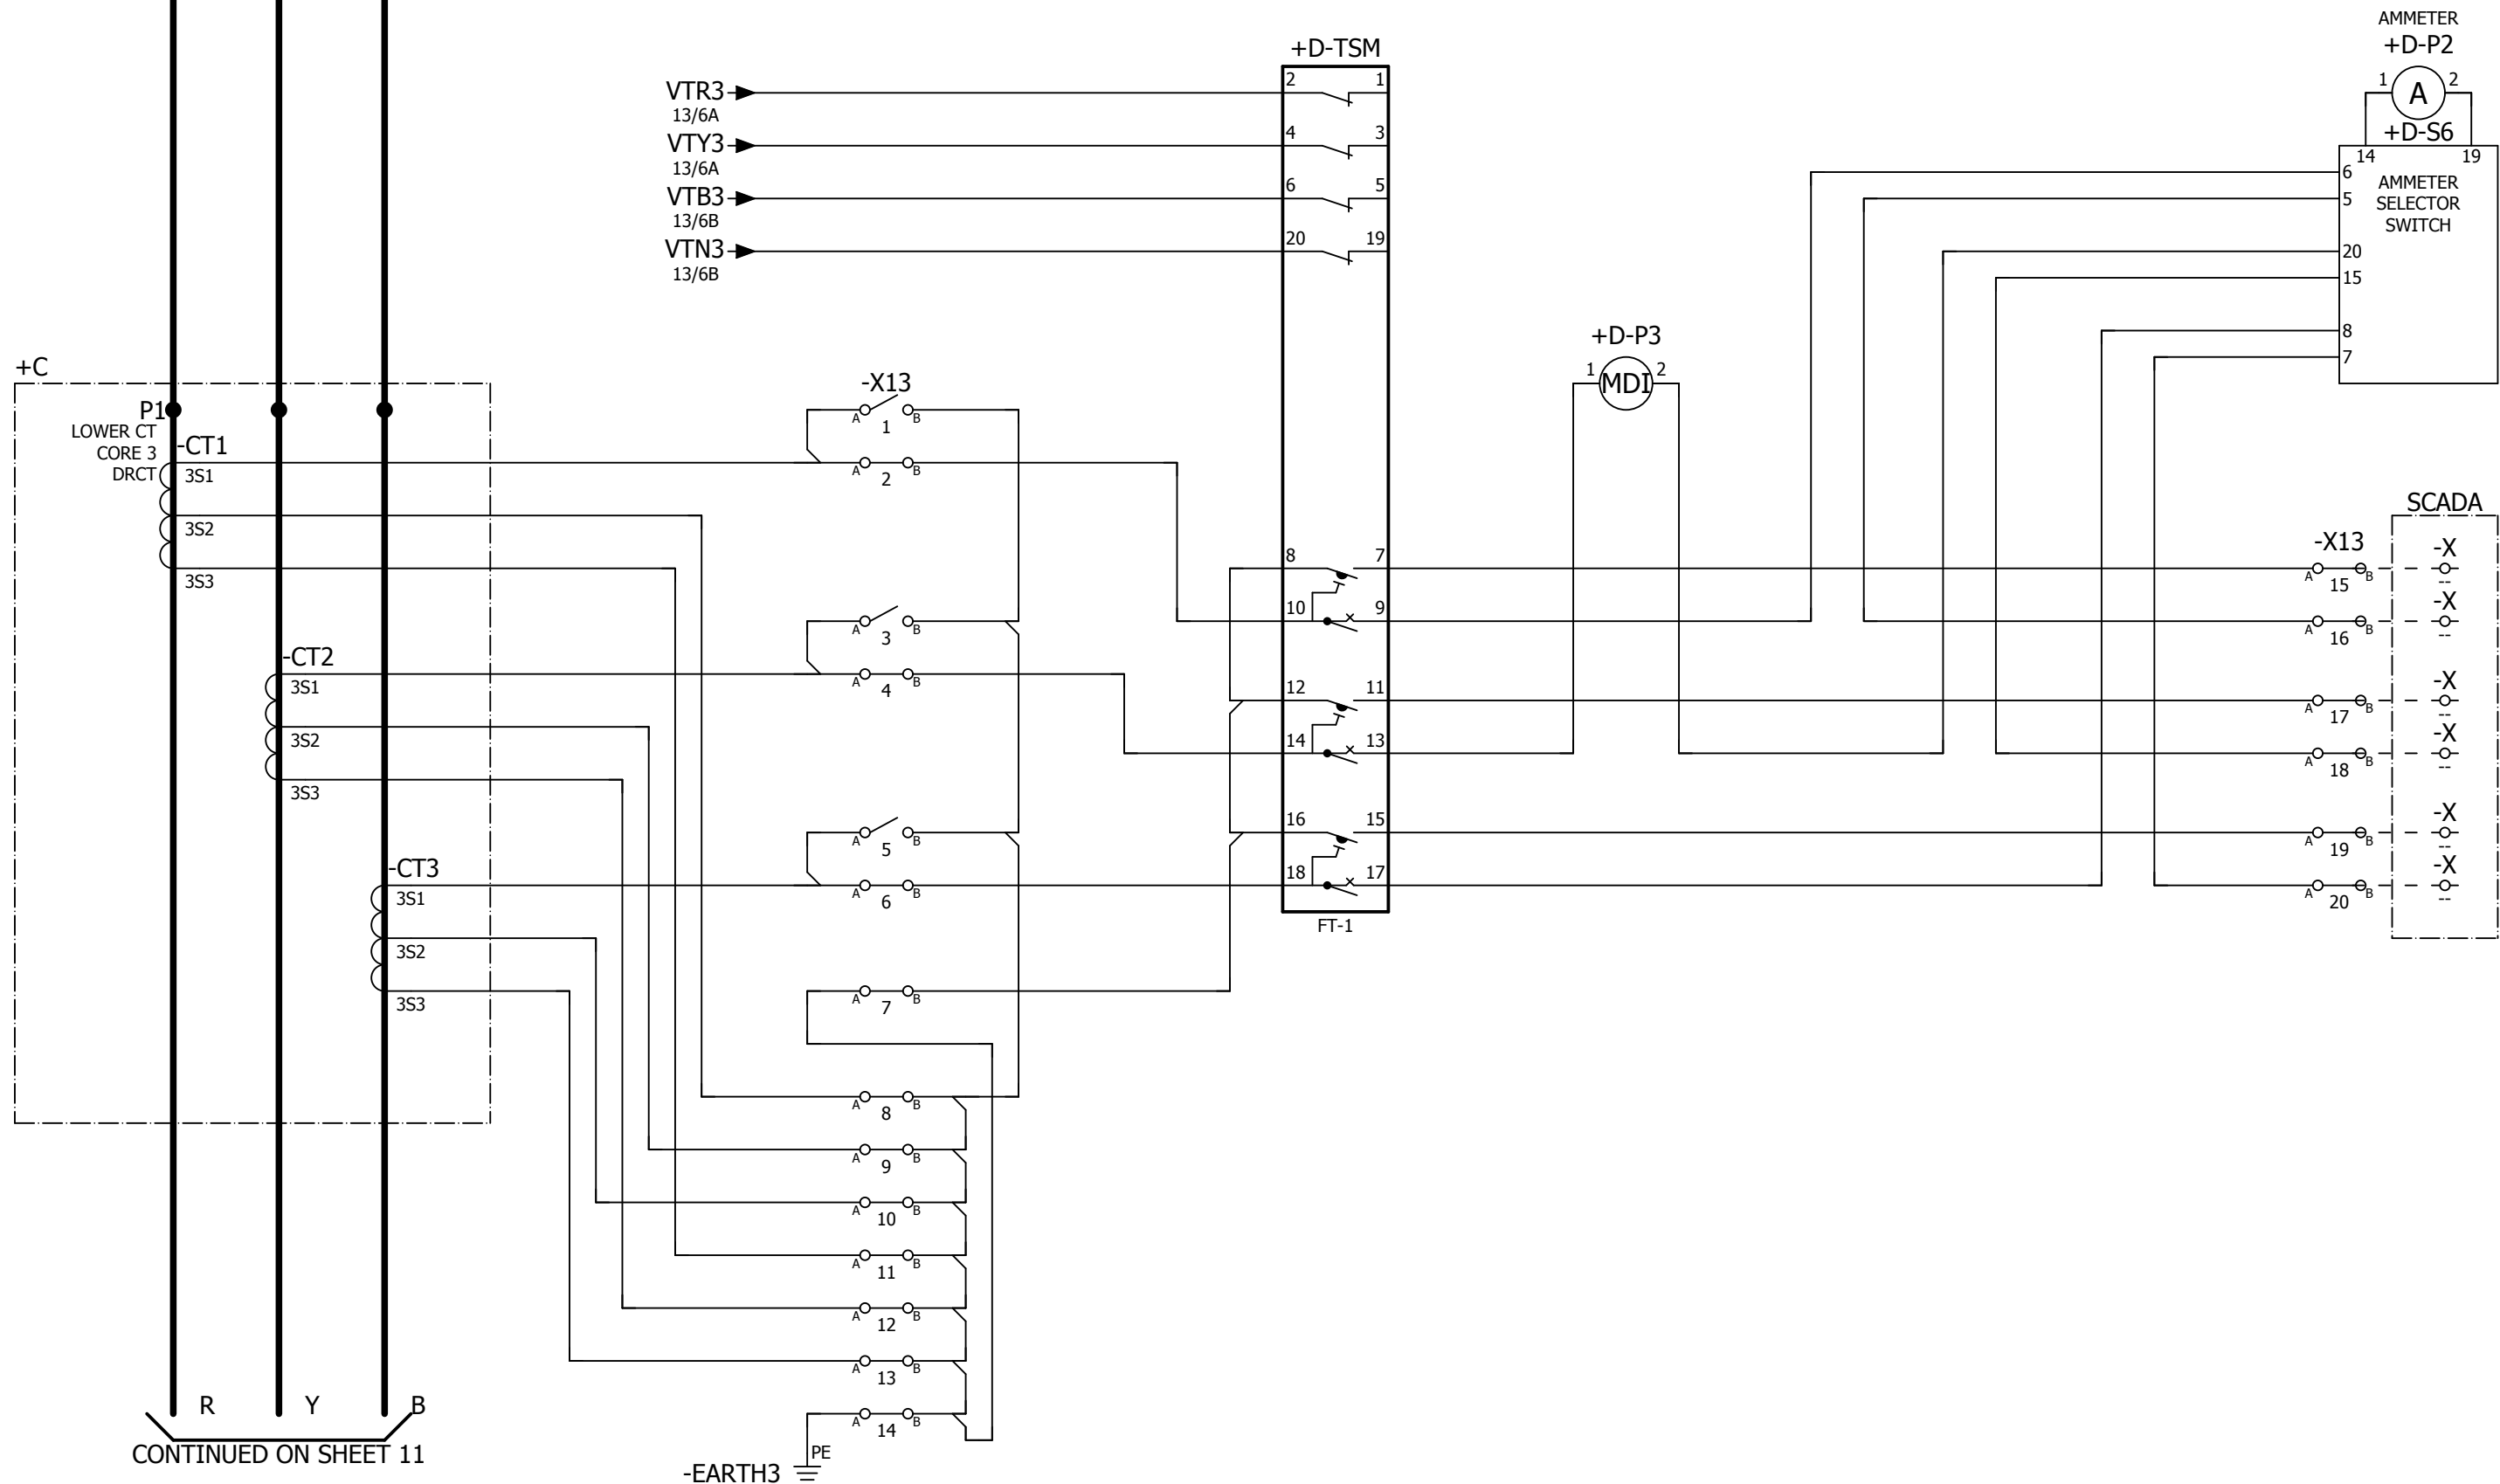 AMMETER
+D-P2
1 A 2
+D-S6
14 19
6
5
20
15
8
7
AMMETER
SELECTOR
SWITCH
+D-TSM
VTR3
13/6A
2 1
VTY3
13/6A
4 3
VTB3
13/6B
6 5
VTN3
13/6B
20 19
+D-P3
1 MDI 2
+C
P1
LOWER CT
CORE 3
DRCT
-CT1
3S1
3S2
3S3
-CT2
3S1
3S2
3S3
-CT3
3S1
3S2
3S3
-X13
A 1 B
A 2 B
A 3 B
A 4 B
A 5 B
A 6 B
A 7 B
A 8 B
A 9 B
A 10 B
A 11 B
A 12 B
A 13 B
A 14 B
PE
-EARTH3
8 7
10 9
12 11
14 13
16 15
18 17
FT-1
SCADA
-X13
A 15 B
-X
--
A 16 B
-X
--
A 17 B
-X
--
A 18 B
-X
--
A 19 B
-X
--
A 20 B
-X
--
R Y B
CONTINUED ON SHEET 11